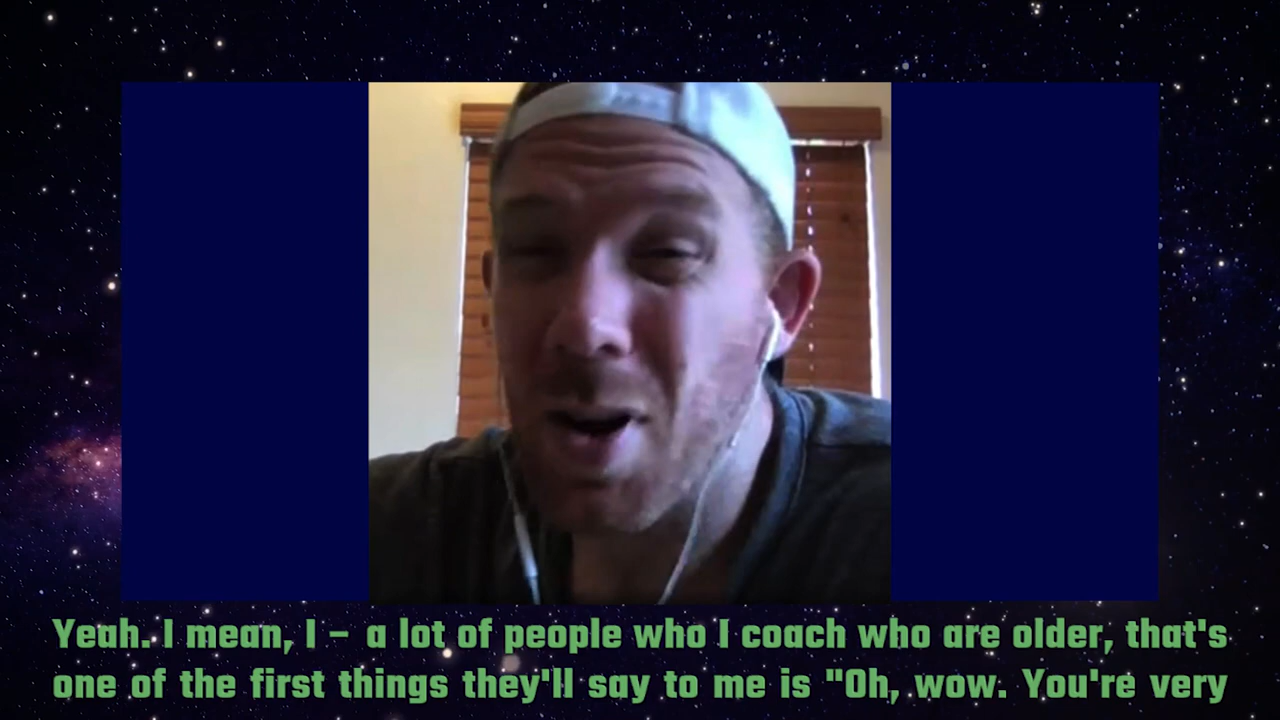 Yeah. I mean, I – a lot of people who I coach who are older, that's
one of the first things they'll say to me is "Oh, wow. You're very